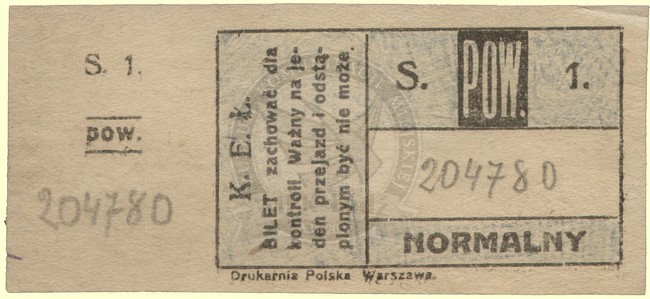 S. 1.
POW.
204780
K. E. Ł.
BILET zachować dla
kontroli Ważny na je-
den przejazd i odstą-
pionym być nie może.
S. POW. 1.
204780
NORMALNY
Drukarnia Polska Warszawa.